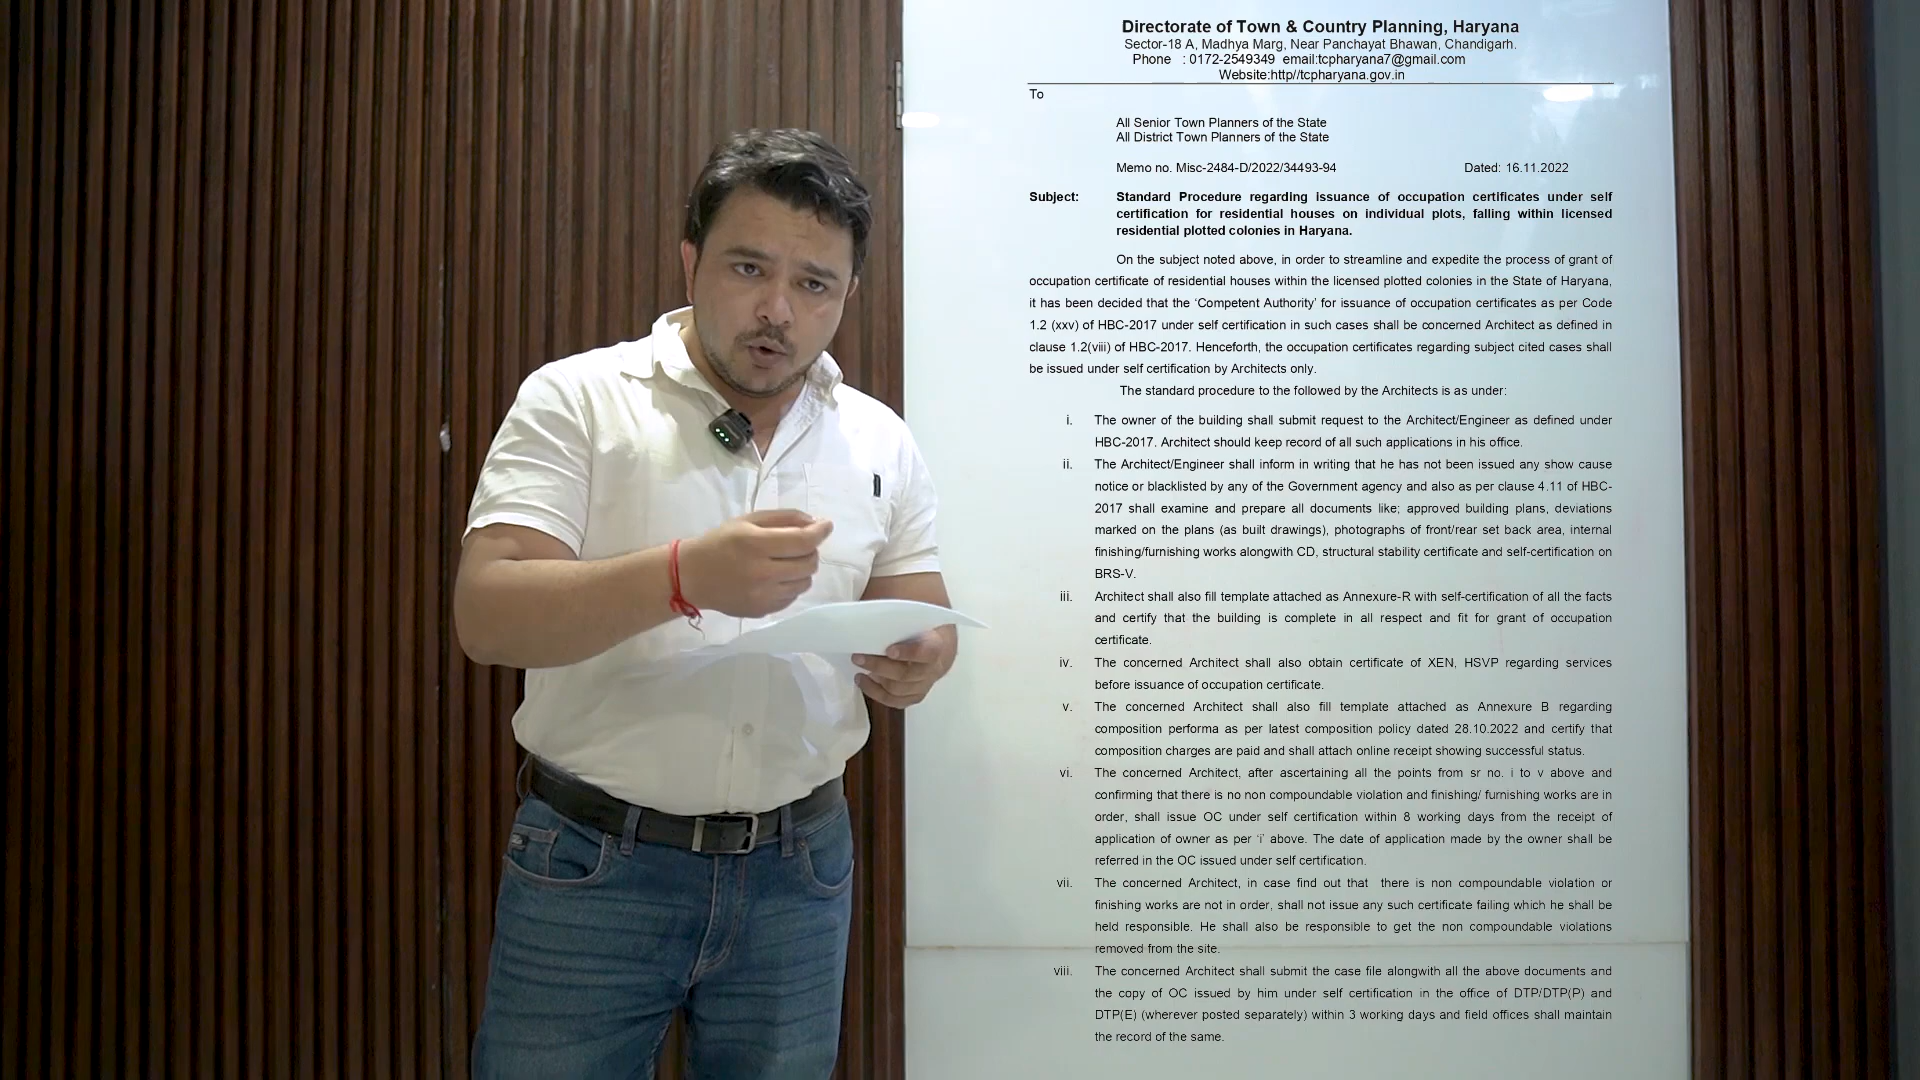 Directorate of Town & Country Planning, Haryana
Sector-18 A, Madhya Marg, Near Panchayat Bhawan, Chandigarh.
Phone : 0172-2549349 email:tcpharyana7@gmail.com
Website:http//tcpharyana.gov.in
To
All Senior Town Planners of the State
All District Town Planners of the State
Memo no. Misc-2484-D/2022/34493-94 Dated: 16.11.2022
Subject: Standard Procedure regarding issuance of occupation certificates under self
certification for residential houses on individual plots, falling within licensed
residential plotted colonies in Haryana.
On the subject noted above, in order to streamline and expedite the process of grant of
occupation certificate of residential houses within the licensed plotted colonies in the State of Haryana,
it has been decided that the ‘Competent Authority’ for issuance of occupation certificates as per Code
1.2 (xxv) of HBC-2017 under self certification in such cases shall be concerned Architect as defined in
clause 1.2(viii) of HBC-2017. Henceforth, the occupation certificates regarding subject cited cases shall
be issued under self certification by Architects only.
The standard procedure to the followed by the Architects is as under:
i. The owner of the building shall submit request to the Architect/Engineer as defined under
HBC-2017. Architect should keep record of all such applications in his office.
ii. The Architect/Engineer shall inform in writing that he has not been issued any show cause
notice or blacklisted by any of the Government agency and also as per clause 4.11 of HBC-
2017 shall examine and prepare all documents like; approved building plans, deviations
marked on the plans (as built drawings), photographs of front/rear set back area, internal
finishing/furnishing works alongwith CD, structural stability certificate and self-certification on
BRS-V.
iii. Architect shall also fill template attached as Annexure-R with self-certification of all the facts
and certify that the building is complete in all respect and fit for grant of occupation
certificate.
iv. The concerned Architect shall also obtain certificate of XEN, HSVP regarding services
before issuance of occupation certificate.
v. The concerned Architect shall also fill template attached as Annexure B regarding
composition performa as per latest composition policy dated 28.10.2022 and certify that
composition charges are paid and shall attach online receipt showing successful status.
vi. The concerned Architect, after ascertaining all the points from sr no. i to v above and
confirming that there is no non compoundable violation and finishing/ furnishing works are in
order, shall issue OC under self certification within 8 working days from the receipt of
application of owner as per ‘i’ above. The date of application made by the owner shall be
referred in the OC issued under self certification.
vii. The concerned Architect, in case find out that there is non compoundable violation or
finishing works are not in order, shall not issue any such certificate failing which he shall be
held responsible. He shall also be responsible to get the non compoundable violations
removed from the site.
viii. The concerned Architect shall submit the case file alongwith all the above documents and
the copy of OC issued by him under self certification in the office of DTP/DTP(P) and
DTP(E) (wherever posted separately) within 3 working days and field offices shall maintain
the record of the same.